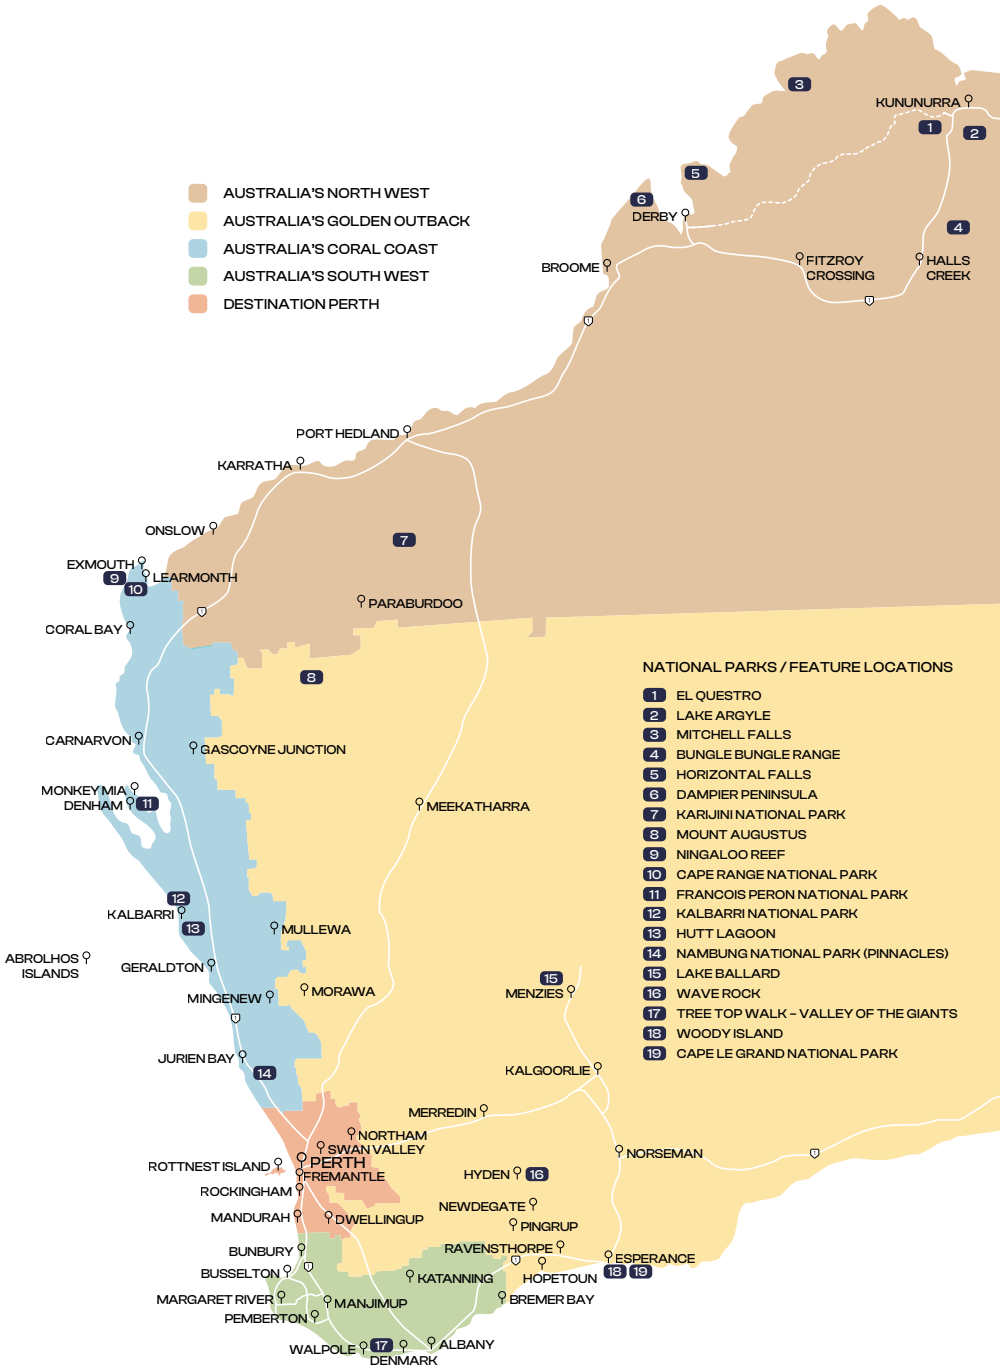 3
KUNUNURRA
1
2
5
AUSTRALIA'S NORTH WEST
6
DERBY
AUSTRALIA'S GOLDEN OUTBACK
4
AUSTRALIA'S CORAL COAST
BROOME
FITZROY
CROSSING
HALLS
CREEK
AUSTRALIA'S SOUTH WEST
DESTINATION PERTH
1
1
PORT HEDLAND
KARRATHA
ONSLOW
7
EXMOUTH
9
LEARMONTH
10
PARABURDOO
1
CORAL BAY
8
NATIONAL PARKS / FEATURE LOCATIONS
1 EL QUESTRO
2 LAKE ARGYLE
3 MITCHELL FALLS
4 BUNGLE BUNGLE RANGE
5 HORIZONTAL FALLS
6 DAMPIER PENINSULA
7 KARIJINI NATIONAL PARK
8 MOUNT AUGUSTUS
9 NINGALOO REEF
10 CAPE RANGE NATIONAL PARK
11 FRANCOIS PERON NATIONAL PARK
12 KALBARRI NATIONAL PARK
13 HUTT LAGOON
14 NAMBUNG NATIONAL PARK (PINNACLES)
15 LAKE BALLARD
16 WAVE ROCK
17 TREE TOP WALK – VALLEY OF THE GIANTS
18 WOODY ISLAND
19 CAPE LE GRAND NATIONAL PARK
CARNARVON
GASCOYNE JUNCTION
MONKEY MIA
DENHAM
11
MEEKATHARRA
12
KALBARRI
13
MULLEWA
ABROLHOS
ISLANDS
GERALDTON
15
MENZIES
MINGENEW
MORAWA
1
JURIEN BAY
14
KALGOORLIE
MERREDIN
NORTHAM
SWAN VALLEY
NORSEMAN
1
ROTTNEST ISLAND
PERTH
FREMANTLE
HYDEN
16
ROCKINGHAM
NEWDEGATE
MANDURAH
DWELLINGUP
PINGRUP
BUNBURY
RAVENSTHORPE
ESPERANCE
1
1
BUSSELTON
KATANNING
HOPETOUN
18
19
MARGARET RIVER
MANJIMUP
BREMER BAY
PEMBERTON
WALPOLE
17
ALBANY
DENMARK